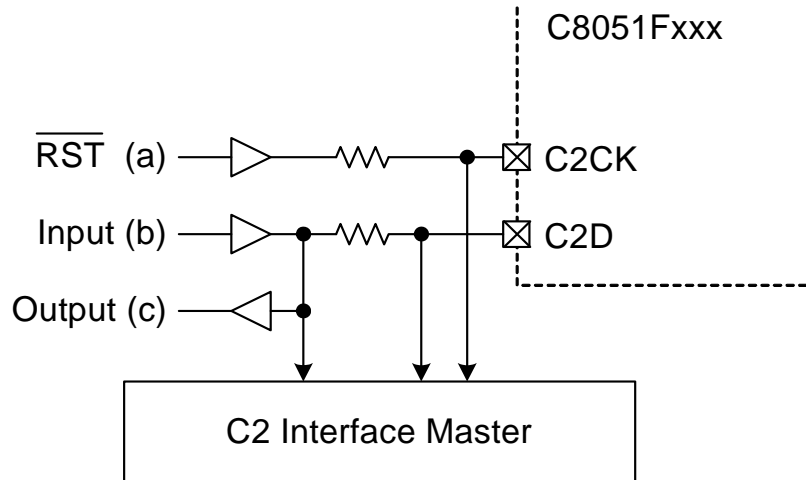 C8051Fxxx
RST (a)
C2CK
Input (b)
C2D
Output (c)
C2 Interface Master